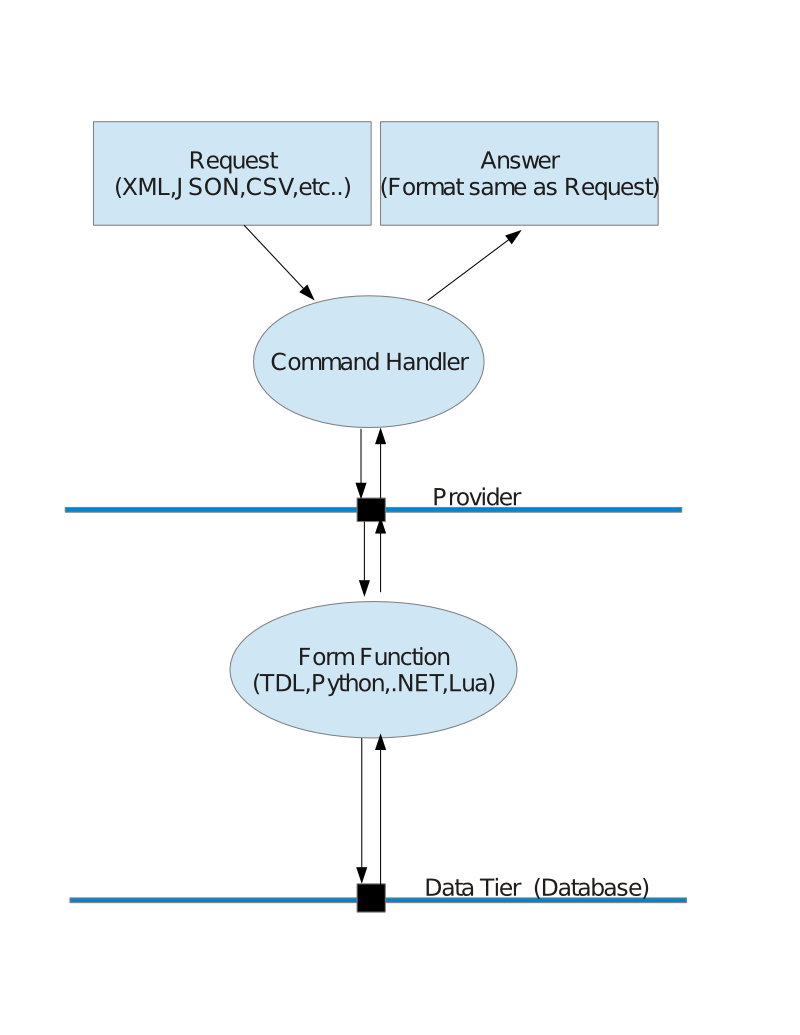 Request
(XML,JSON,CSV,etc..)
Answer
(Format same as Request)
Command Handler
Provider
Form Function
(TDL,Python,.NET,Lua)
Data Tier (Database)